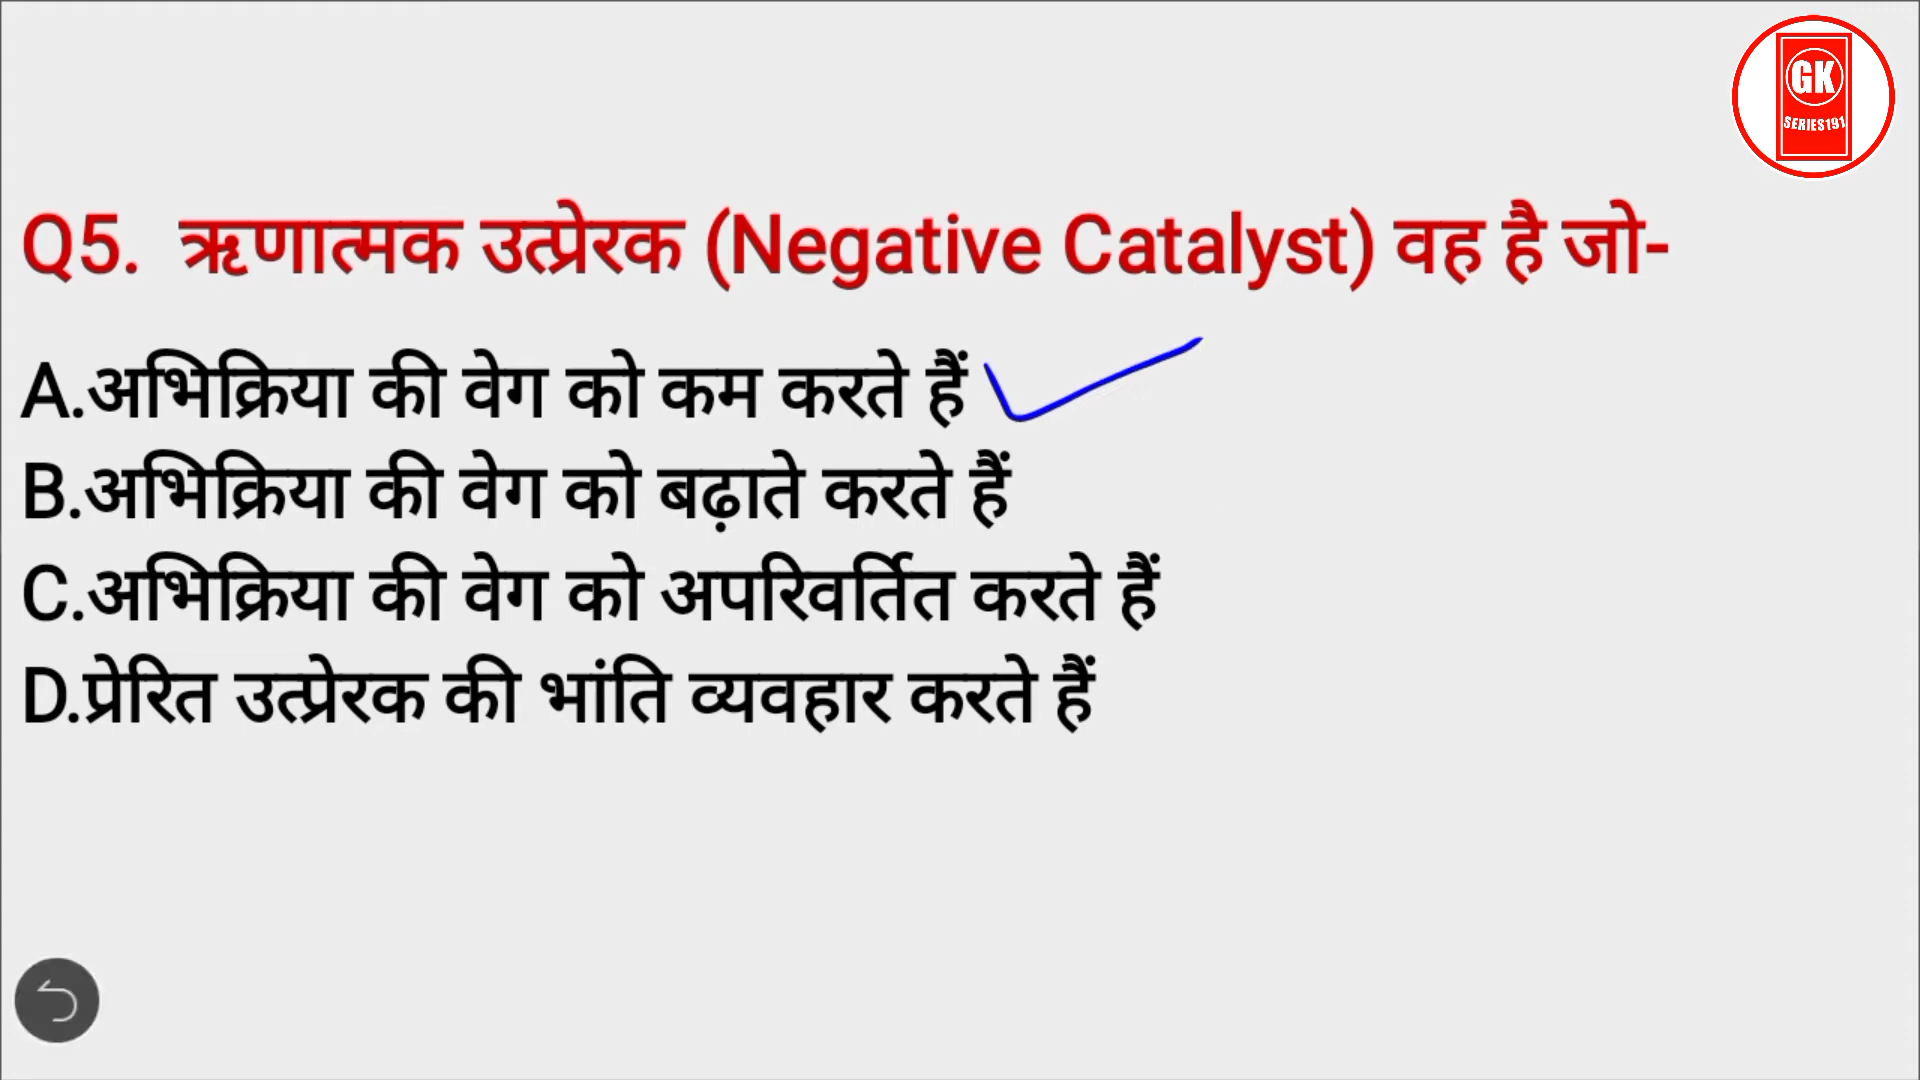 GK
SERIES191
Q5. ऋणात्मक उत्प्रेरक (Negative Catalyst) वह है जो-
A.अभिक्रिया की वेग को कम करते हैं
B.अभिक्रिया की वेग को बढ़ाते करते हैं
C.अभिक्रिया की वेग को अपरिवर्तित करते हैं
D.प्रेरित उत्प्रेरक की भांति व्यवहार करते हैं